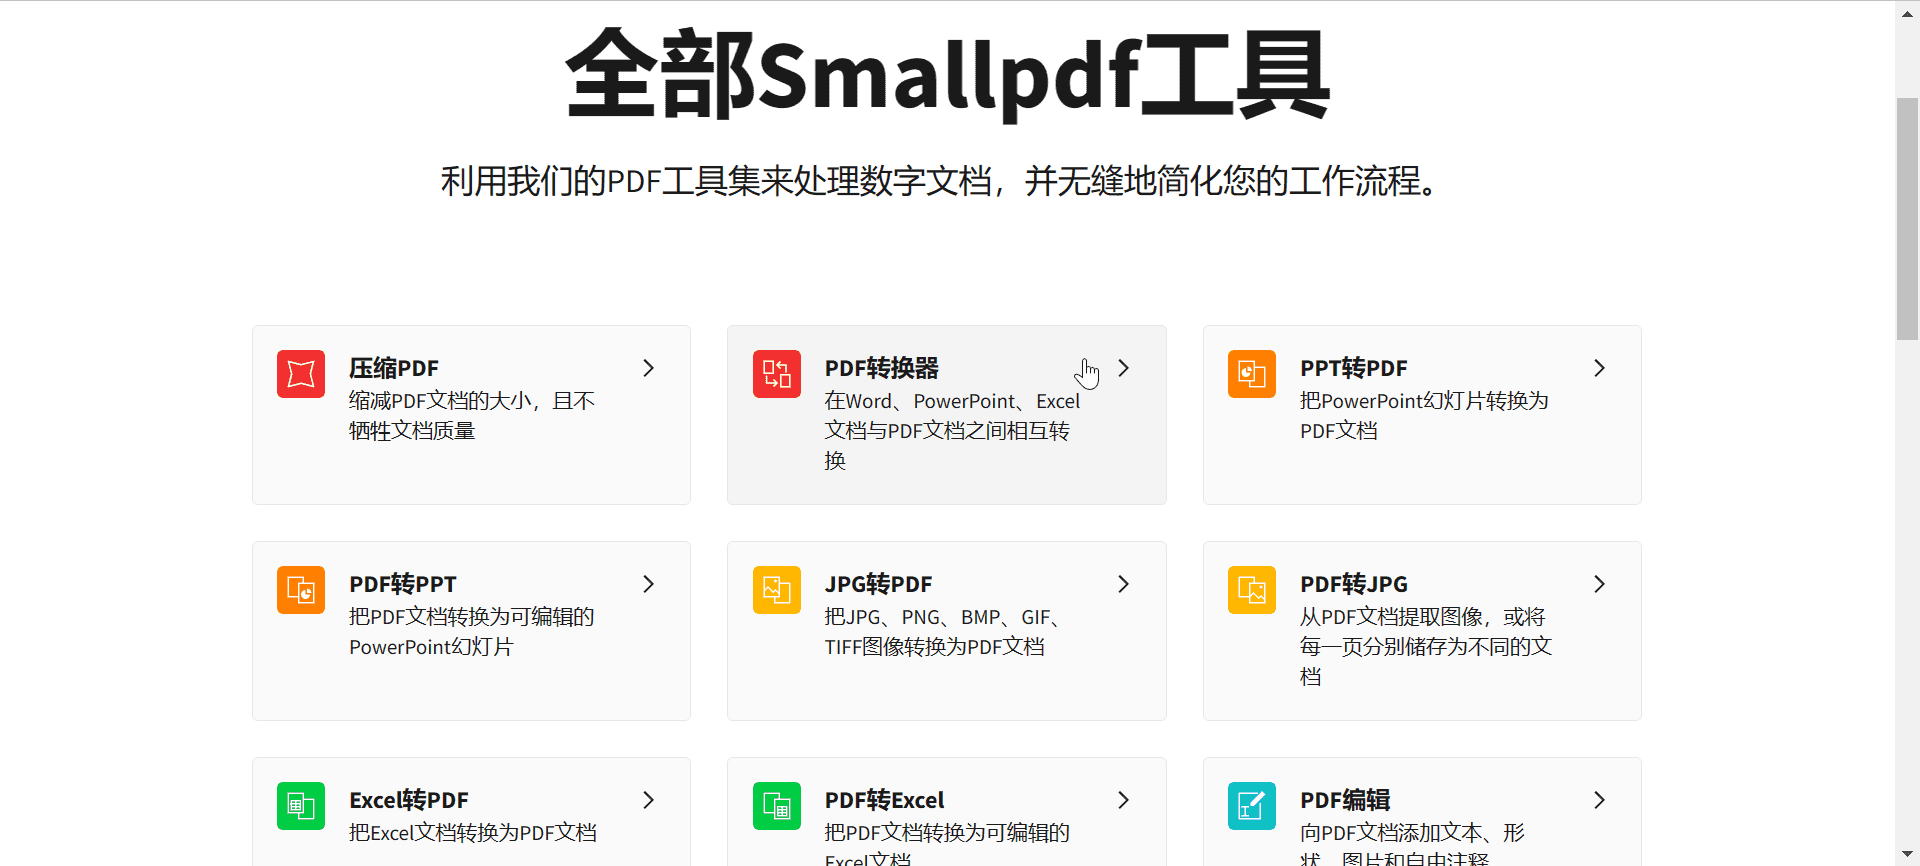 全部Smallpdf工具
利用我们的PDF工具集来处理数字文档，并无缝地简化您的工作流程。
压缩PDF
缩减PDF文档的大小，且不
牺牲文档质量
PDF转换器
在Word、PowerPoint、Excel
文档与PDF文档之间相互转
换
PPT转PDF
把PowerPoint幻灯片转换为
PDF文档
PDF转PPT
把PDF文档转换为可编辑的
PowerPoint幻灯片
JPG转PDF
把JPG、PNG、BMP、GIF、
TIFF图像转换为PDF文档
PDF转JPG
从PDF文档提取图像，或将
每一页分别储存为不同的文
档
Excel转PDF
把Excel文档转换为PDF文档
PDF转Excel
把PDF文档转换为可编辑的
Excel文档
PDF编辑
向PDF文档添加文本、形
状、图片和自由注释